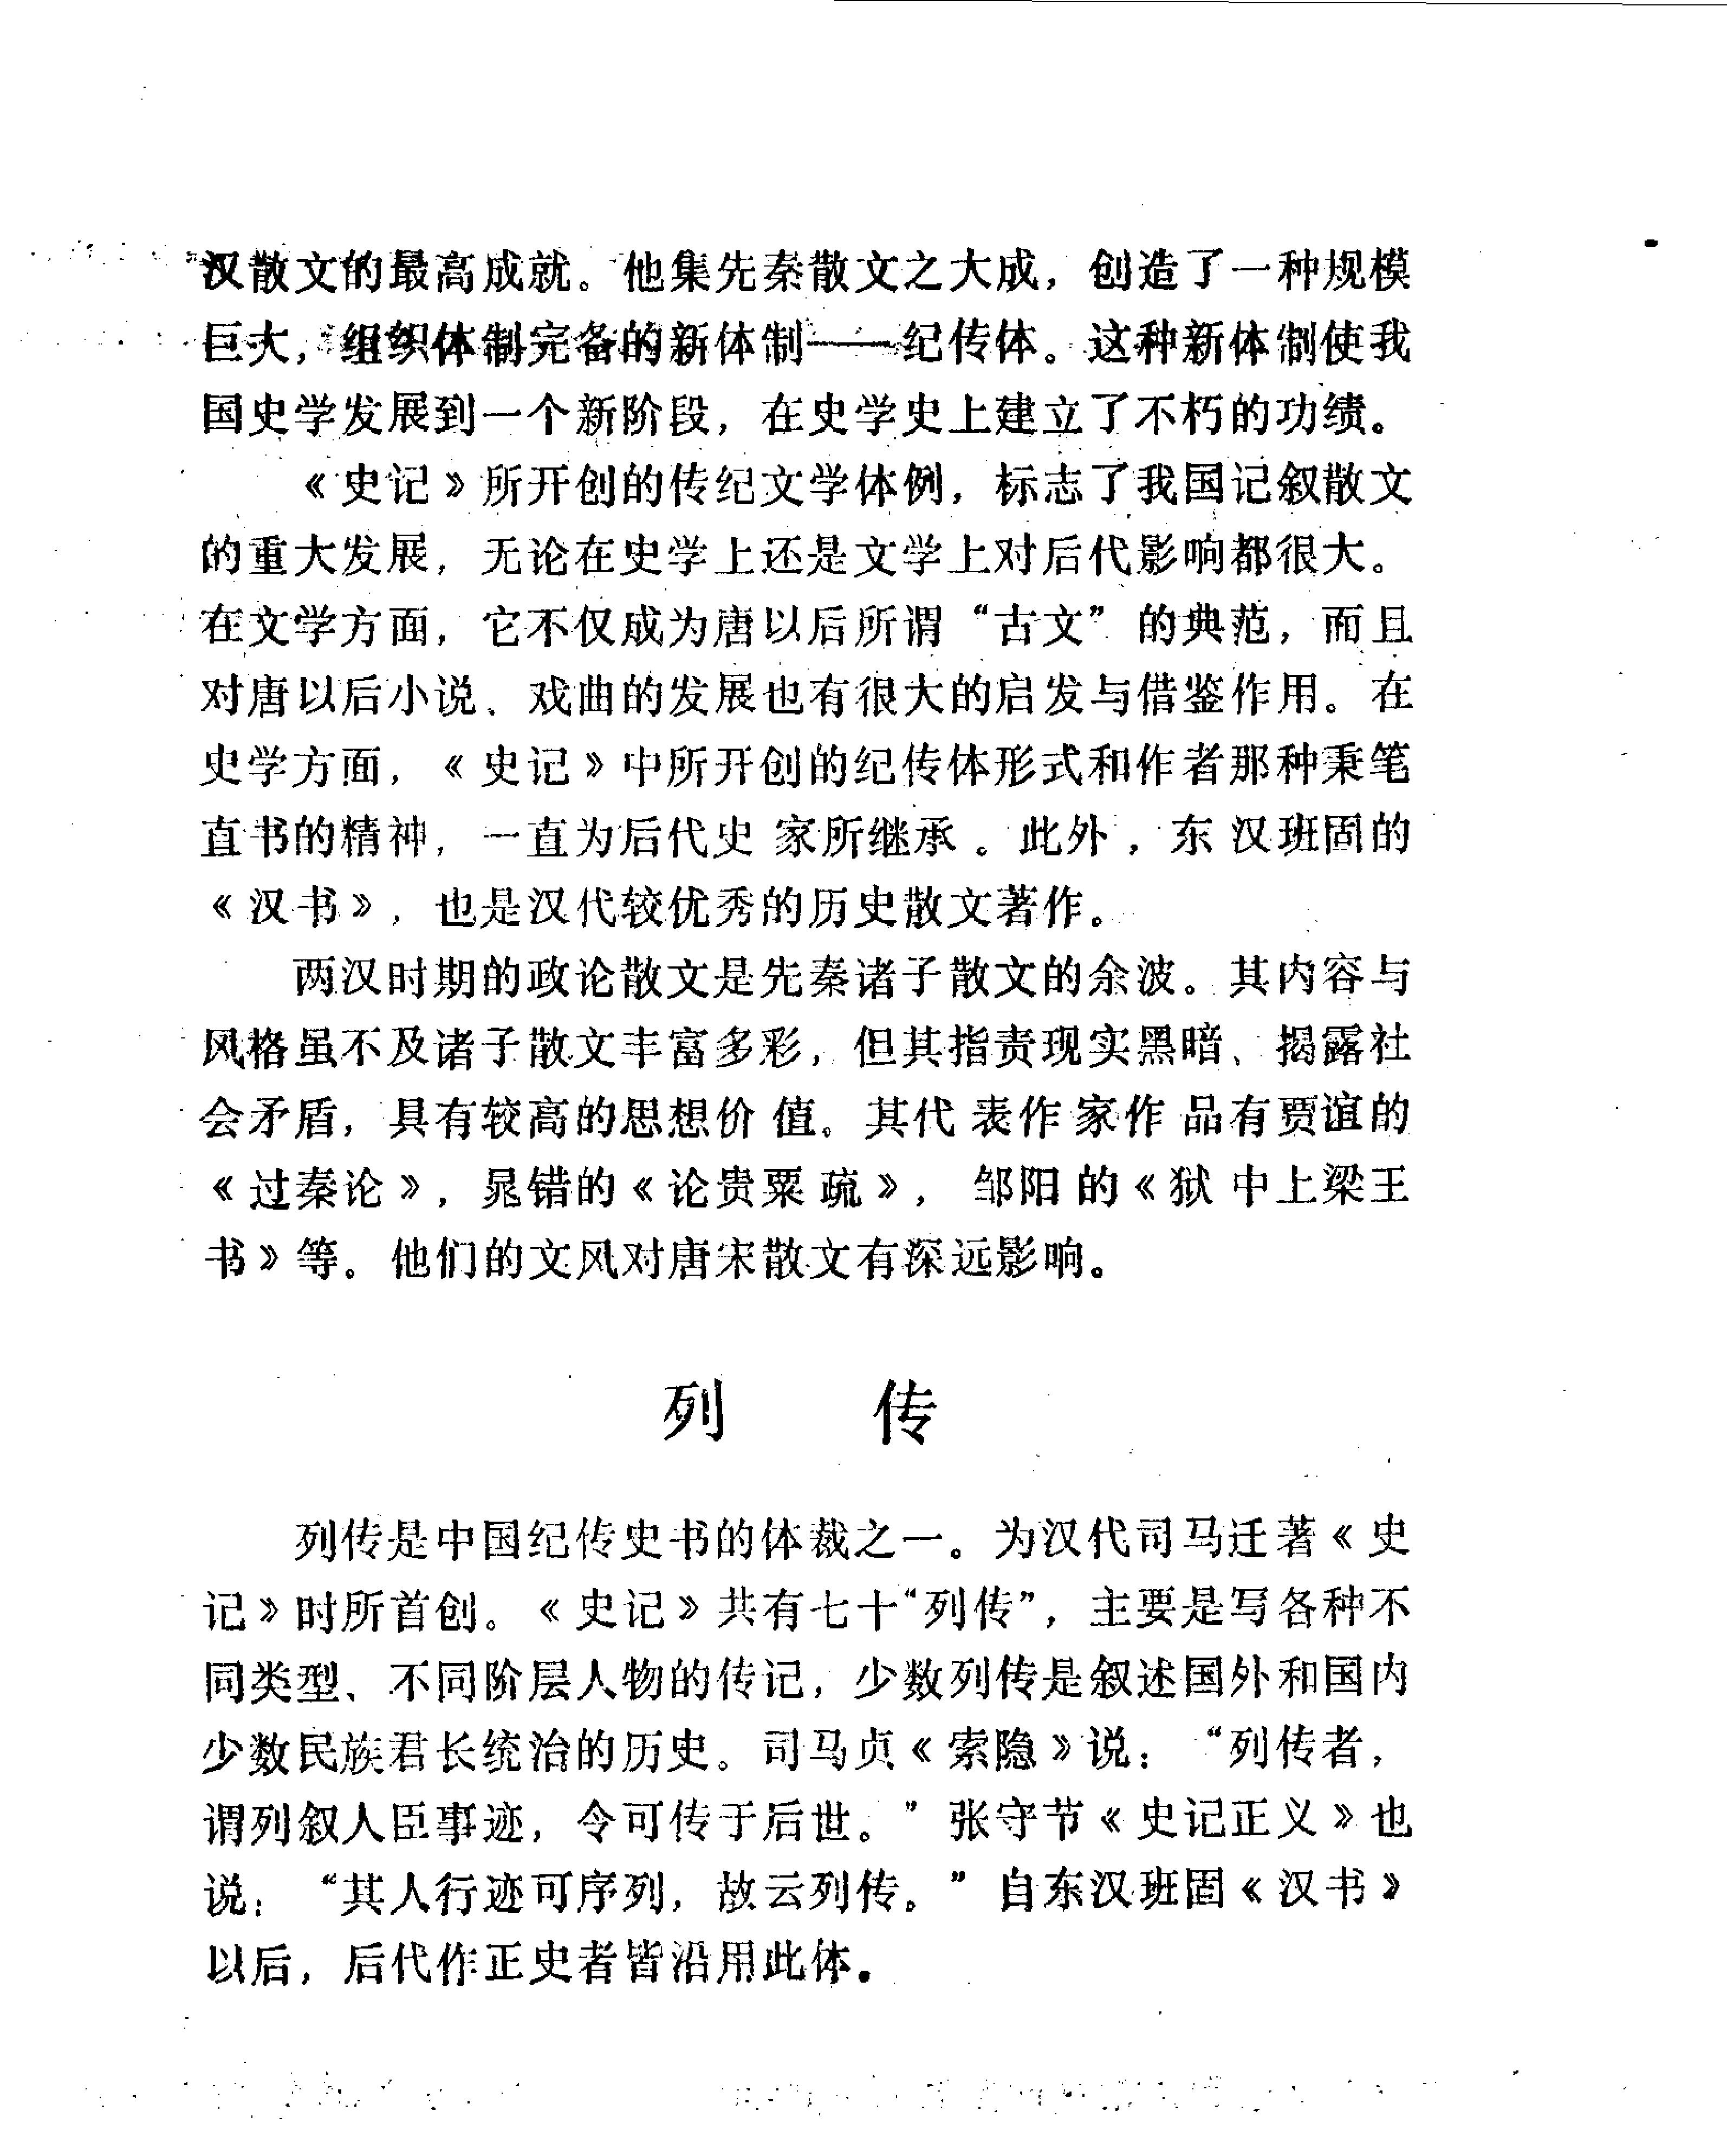 汉散文的最高成就。他集先秦散文之大成，创造了一种规模
巨大，组织体制完备的新体制——纪传体。这种新体制使我
国史学发展到一个新阶段，在史学史上建立了不朽的功绩。
《史记》所开创的传纪文学体例，标志了我国记叙散文
的重大发展，无论在史学上还是文学上对后代影响都很大。
在文学方面，它不仅成为唐以后所谓“古文”的典范，而且
对唐以后小说、戏曲的发展也有很大的启发与借鉴作用。在
史学方面，《史记》中所开创的纪传体形式和作者那种秉笔
直书的精神，一直为后代史家所继承。此外，东汉班固的
《汉书》，也是汉代较优秀的历史散文著作。
两汉时期的政论散文是先秦诸子散文的余波。其内容与
风格虽不及诸子散文丰富多彩，但其指责现实黑暗、揭露社
会矛盾，具有较高的思想价值。其代表作家作品有贾谊的
《过秦论》，晁错的《论贵粟疏》，邹阳的《狱中上梁王
书》等。他们的文风对唐宋散文有深远影响。
列 传
列传是中国纪传史书的体裁之一。为汉代司马迁著《史
记》时所首创。《史记》共有七十“列传”，主要是写各种不
同类型、不同阶层人物的传记，少数列传是叙述国外和国内
少数民族君长统治的历史。司马贞《索隐》说：“列传者，
谓列叙人臣事迹，令可传于后世。”张守节《史记正义》也
说：“其人行迹可序列，故云列传。”自东汉班固《汉书》
以后，后代作正史者皆沿用此体。